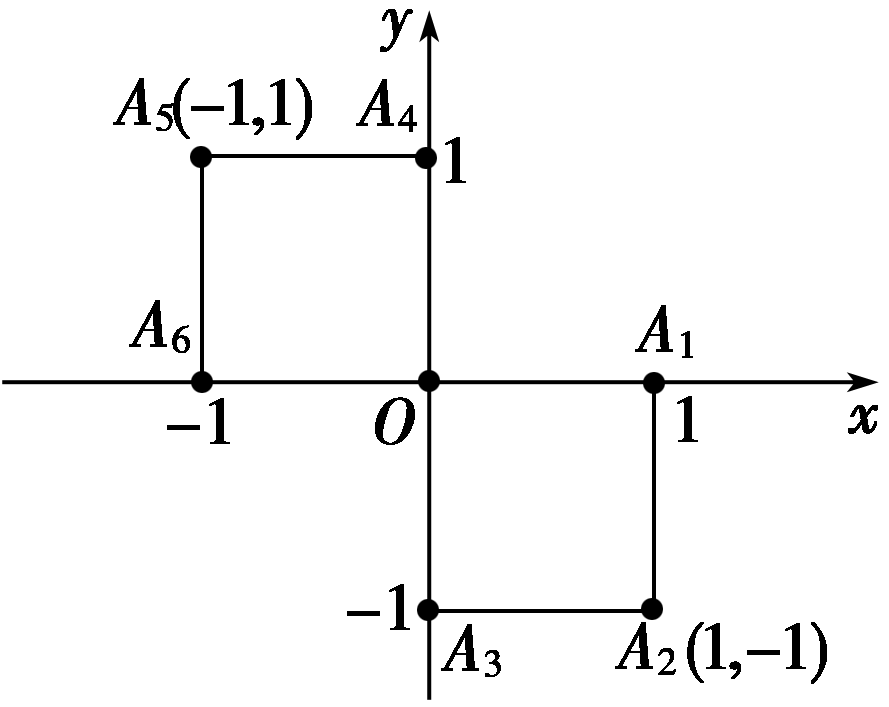 y
A₅(−1,1) A₄
1
A₆ A₁
−1 O 1 x
−1
A₃ A₂(1,−1)